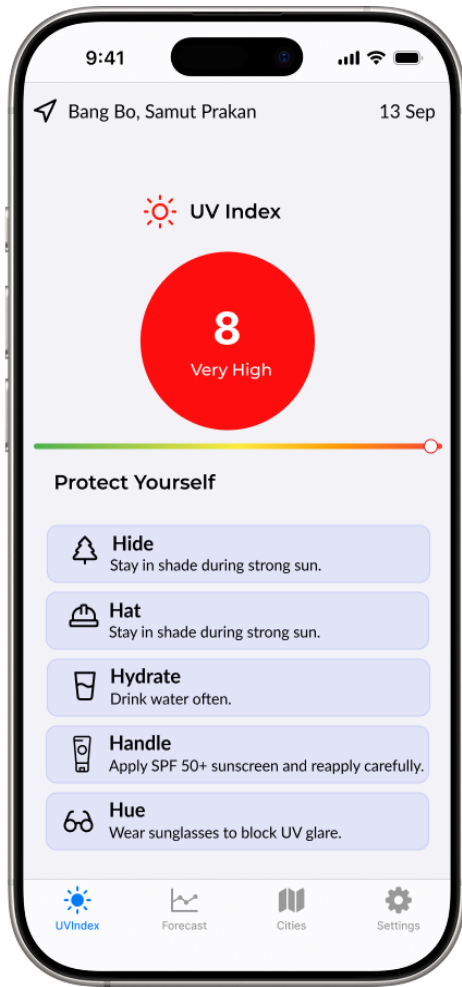 9:41
Bang Bo, Samut Prakan 13 Sep
UV Index
8
Very High
Protect Yourself
Hide
Stay in shade during strong sun.
Hat
Stay in shade during strong sun.
Hydrate
Drink water often.
Handle
Apply SPF 50+ sunscreen and reapply carefully.
Hue
Wear sunglasses to block UV glare.
UVIndex Forecast Cities Settings